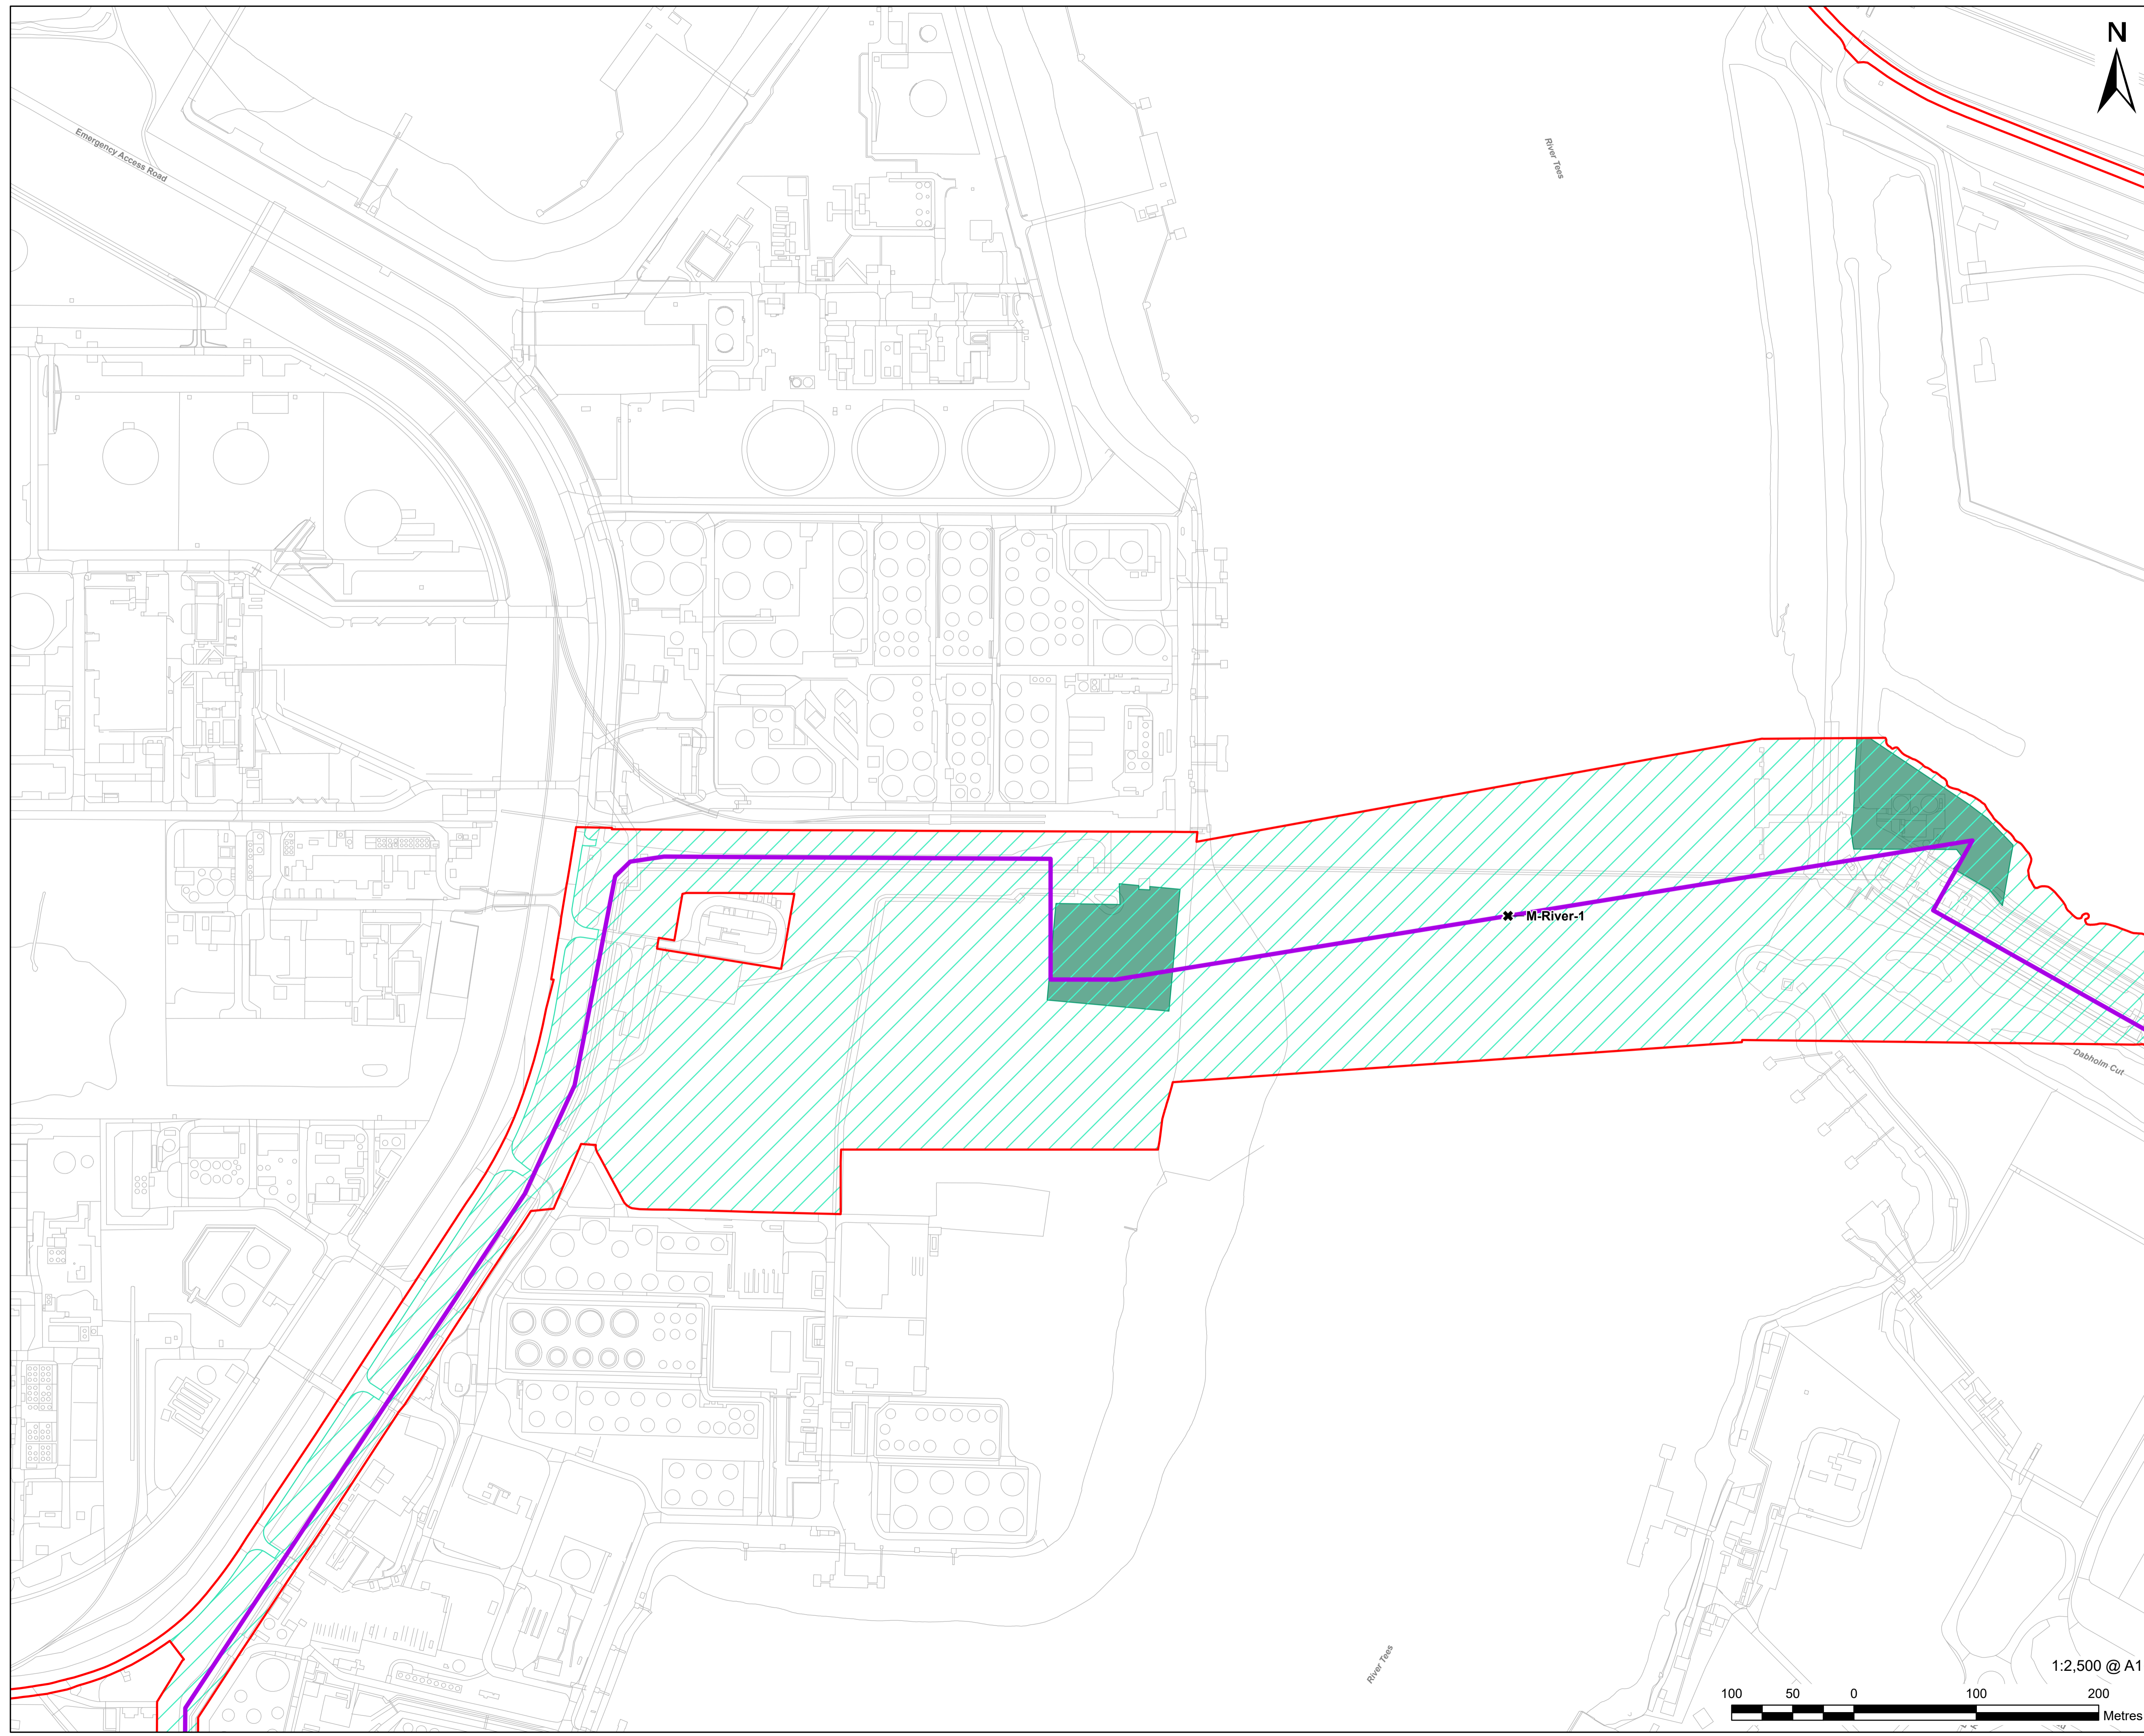 N
Emergency Access Road
River Tees
M-River-1
Dabholm Cut
River Tees
1:2,500 @ A1
100 50 0 100 200
Metres